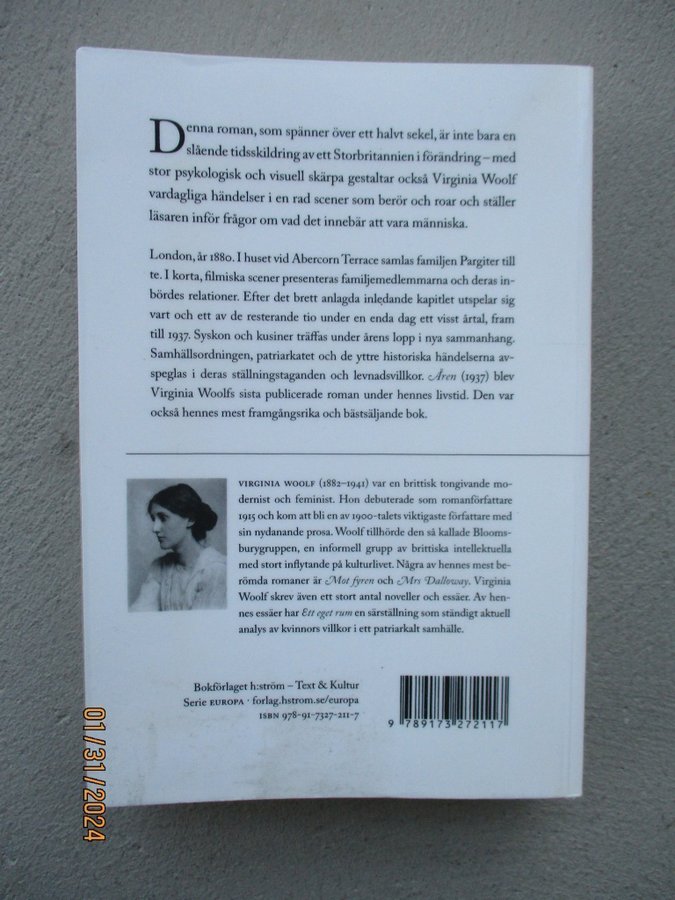 Denna roman, som spänner över ett halvt sekel, är inte bara en
slående tidsskildring av ett Storbritannien i förändring – med
stor psykologisk och visuell skärpa gestaltar också Virginia Woolf
vardagliga händelser i en rad scener som berör och roar och ställer
läsaren inför frågor om vad det innebär att vara människa.
London, år 1880. I huset vid Abercorn Terrace samlas familjen Pargiter till
te. I korta, filmiska scener presenteras familjemedlemmarna och deras in-
bördes relationer. Efter det brett anlagda inledande kapitlet utspelar sig
vart och ett av de resterande tio under en enda dag ett visst årtal, fram
till 1937. Syskon och kusiner träffas under årens lopp i nya sammanhang.
Samhällsordningen, patriarkatet och de yttre historiska händelserna av-
speglas i deras ställningstaganden och levnadsvillkor. Åren (1937) blev
Virginia Woolfs sista publicerade roman under hennes livstid. Den var
också hennes mest framgångsrika och bästsäljande bok.
VIRGINIA WOOLF (1882–1941) var en brittisk tongivande mo-
dernist och feminist. Hon debuterade som romanförfattare
1915 och kom att bli en av 1900-talets viktigaste författare med
sin nydanande prosa. Woolf tillhörde den så kallade Blooms-
burygruppen, en informell grupp av brittiska intellektuella
med stort inflytande på kulturlivet. Några av hennes mest be-
römda romaner är Mot fyren och Mrs Dalloway. Virginia
Woolf skrev även ett stort antal noveller och essäer. Av hen-
nes essäer har Ett eget rum en särställning som ständigt aktuell
analys av kvinnors villkor i ett patriarkalt samhälle.
Bokförlaget h:ström – Text & Kultur
Serie EUROPA · forlag.hstrom.se/europa
ISBN 978-91-7327-211-7
9 789173 272117
01/31/2024